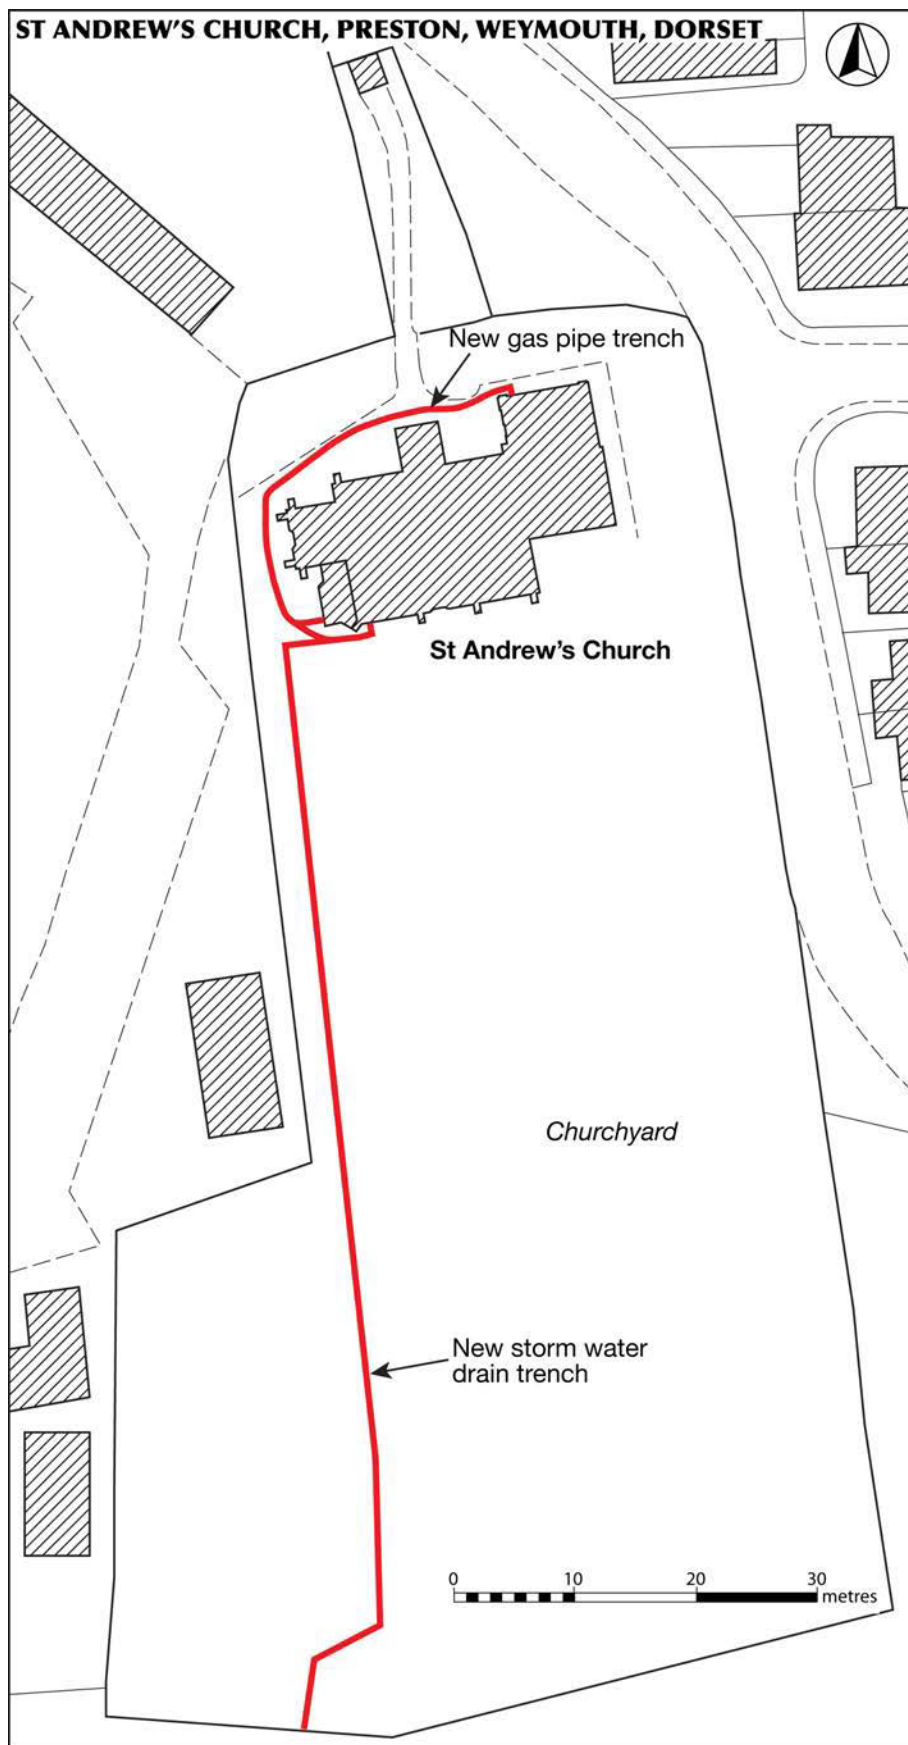 ST ANDREW'S CHURCH, PRESTON, WEYMOUTH, DORSET
New gas pipe trench
St Andrew's Church
Churchyard
New storm water
drain trench
0 10 20 30
metres